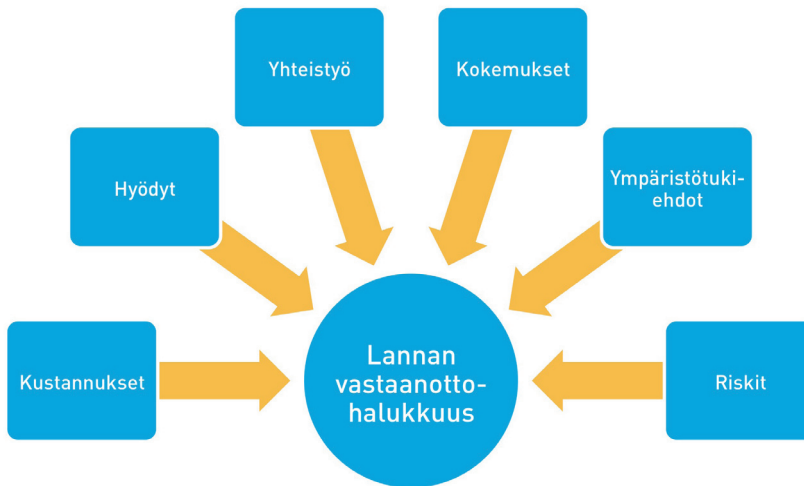 Yhteistyö
Kokemukset
Hyödyt
Ympäristötuki-
ehdot
Kustannukset
Lannan
vastaanotto-
halukkuus
Riskit